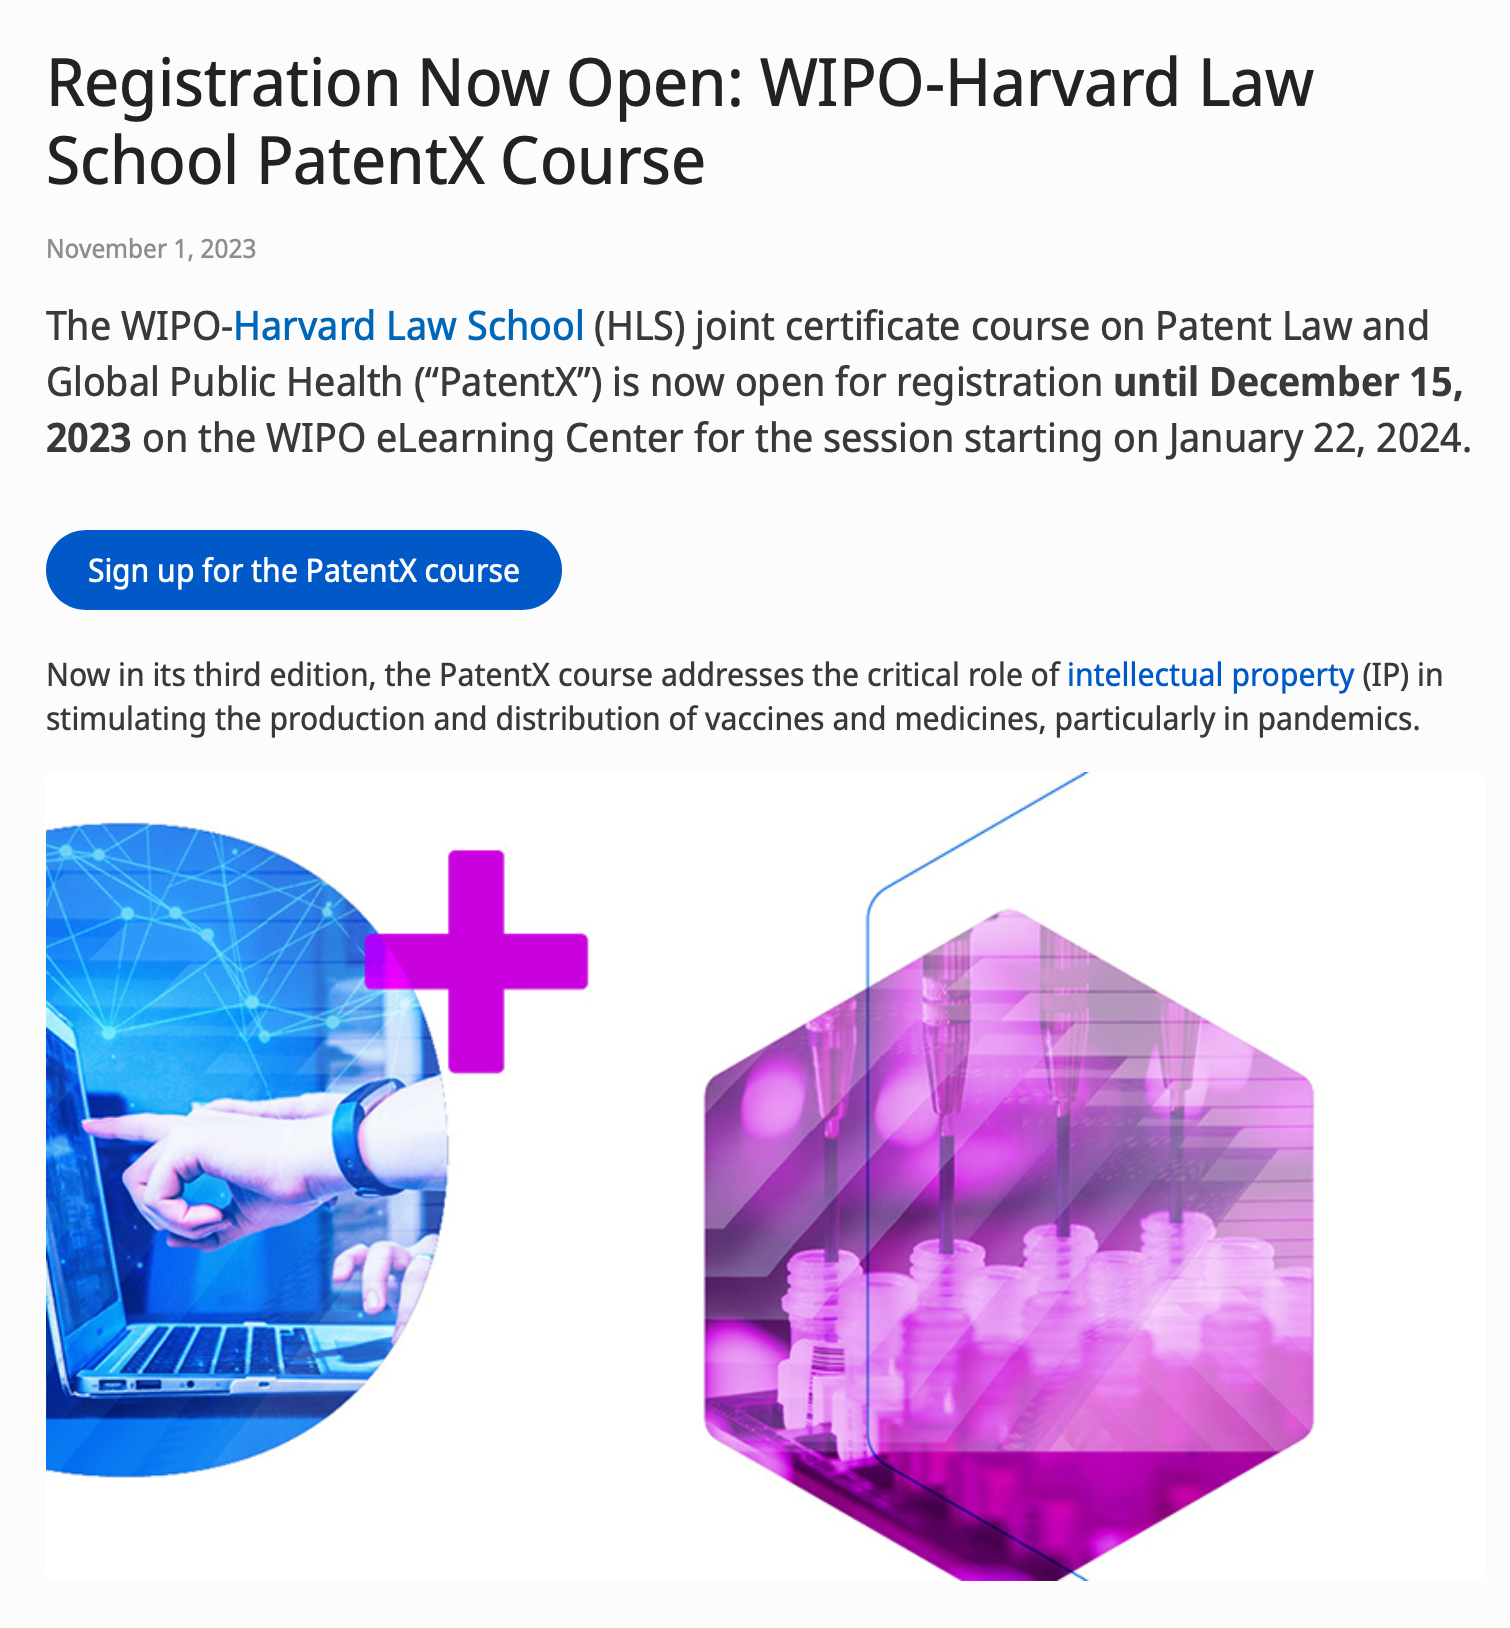 Registration Now Open: WIPO-Harvard Law
School PatentX Course
November 1, 2023
The WIPO-Harvard Law School (HLS) joint certificate course on Patent Law and
Global Public Health (“PatentX”) is now open for registration until December 15,
2023 on the WIPO eLearning Center for the session starting on January 22, 2024.
Sign up for the PatentX course
Now in its third edition, the PatentX course addresses the critical role of intellectual property (IP) in
stimulating the production and distribution of vaccines and medicines, particularly in pandemics.